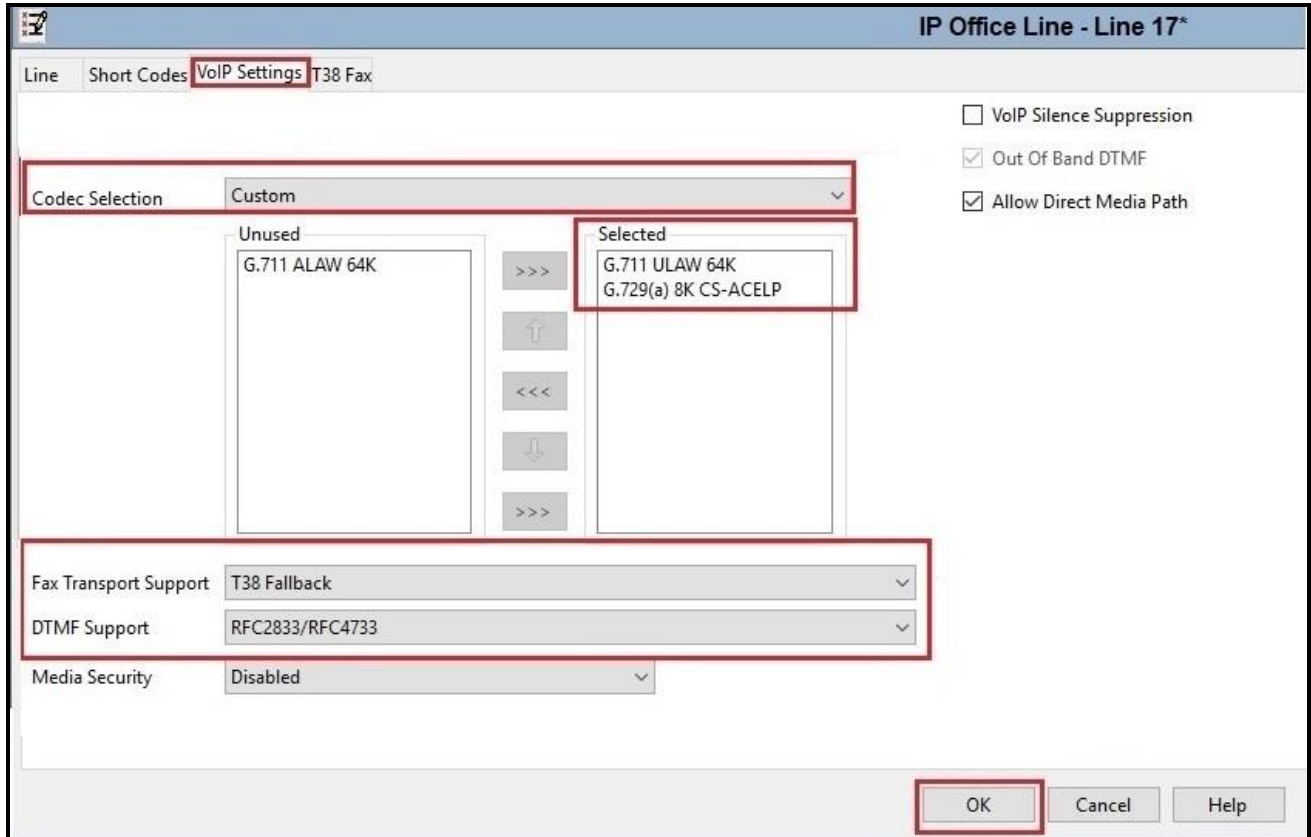 IP Office Line - Line 17*
Line Short Codes VoIP Settings T38 Fax
VoIP Silence Suppression
Out Of Band DTMF
Allow Direct Media Path
Codec Selection Custom
Unused
G.711 ALAW 64K
>>>
<<<
>>>
Selected
G.711 ULAW 64K
G.729(a) 8K CS-ACELP
Fax Transport Support T38 Fallback
DTMF Support RFC2833/RFC4733
Media Security Disabled
OK Cancel Help